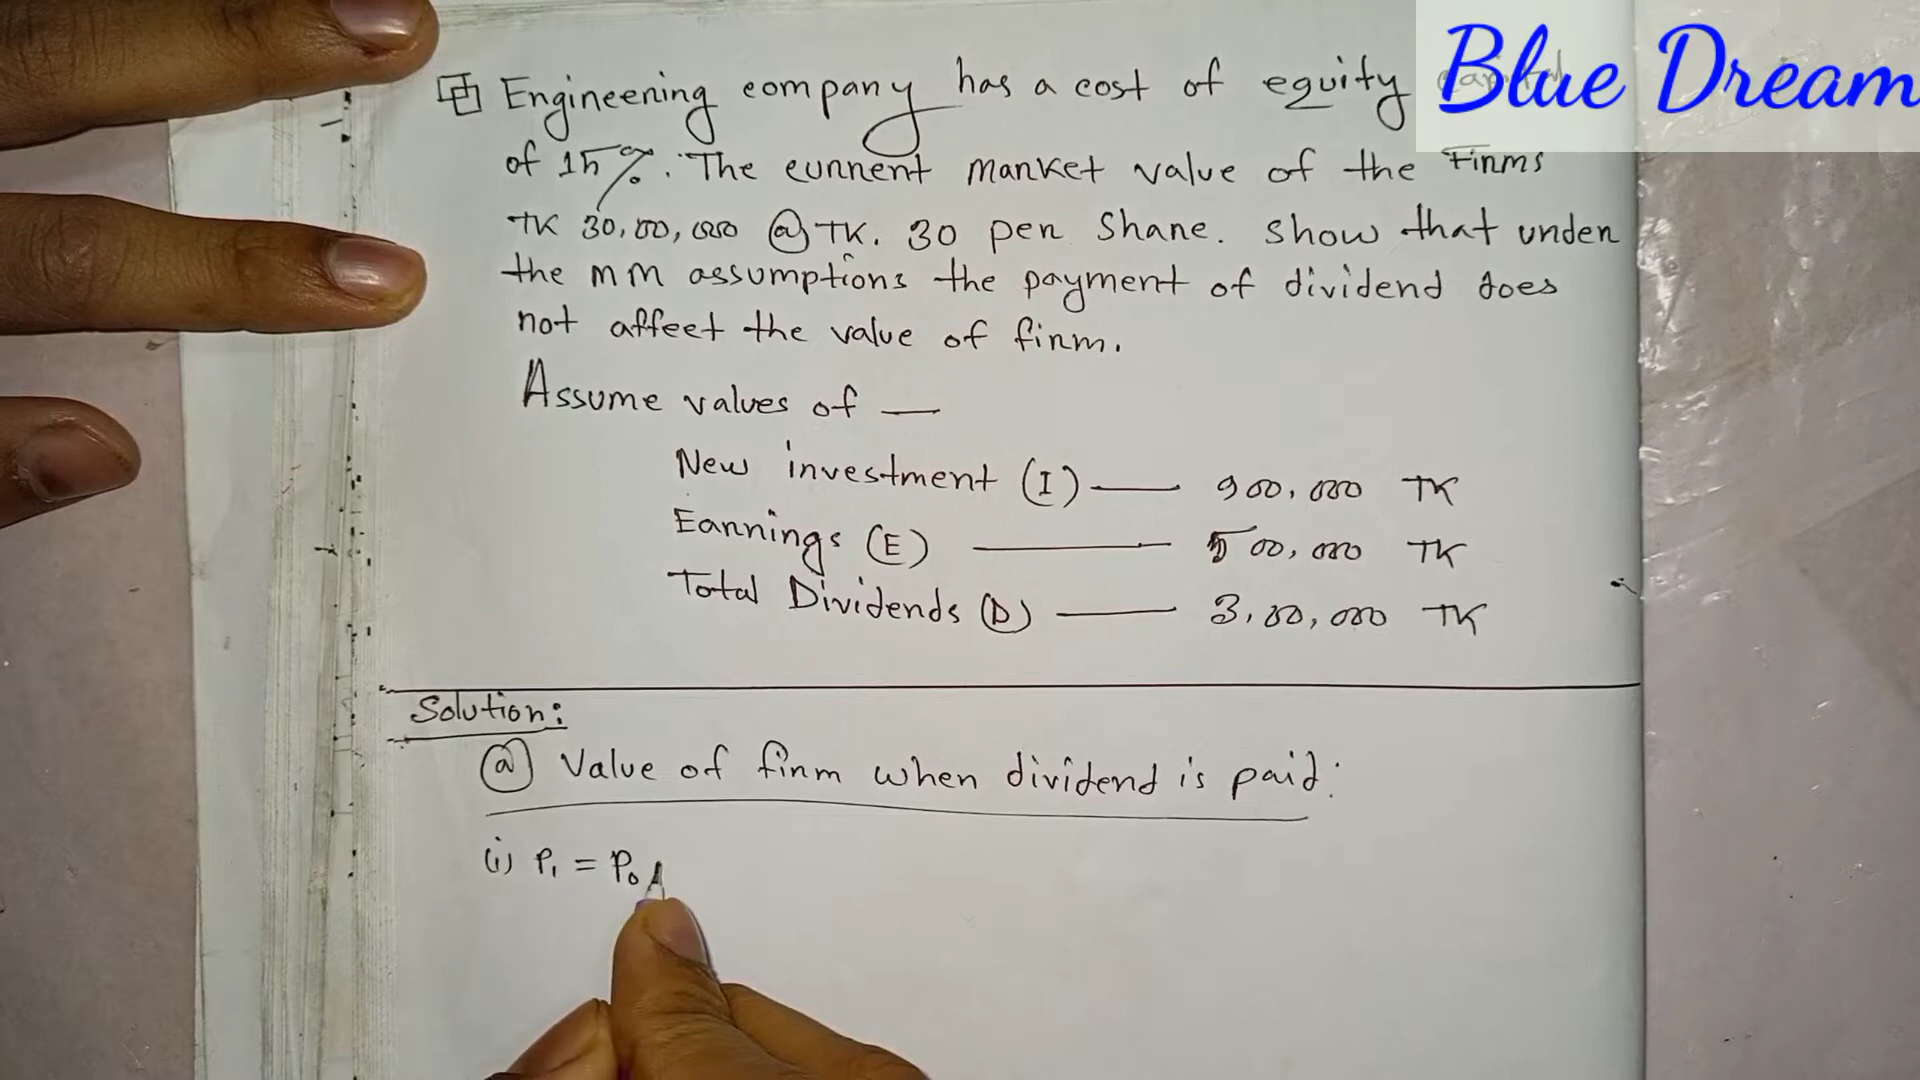 Engineering company has a cost of equity capital
Blue Dream
of 15%. The current market value of the Firms
TK 30,00,000 @ TK. 30 per share. Show that under
the MM assumptions the payment of dividend does
not affect the value of firm.
Assume values of —
New investment (I) — 900,000 TK
Earnings (E) — 500,000 TK
Total Dividends (D) — 3,00,000 TK
Solution:
(a) Value of firm when dividend is paid:
(i) P₁ = P₀